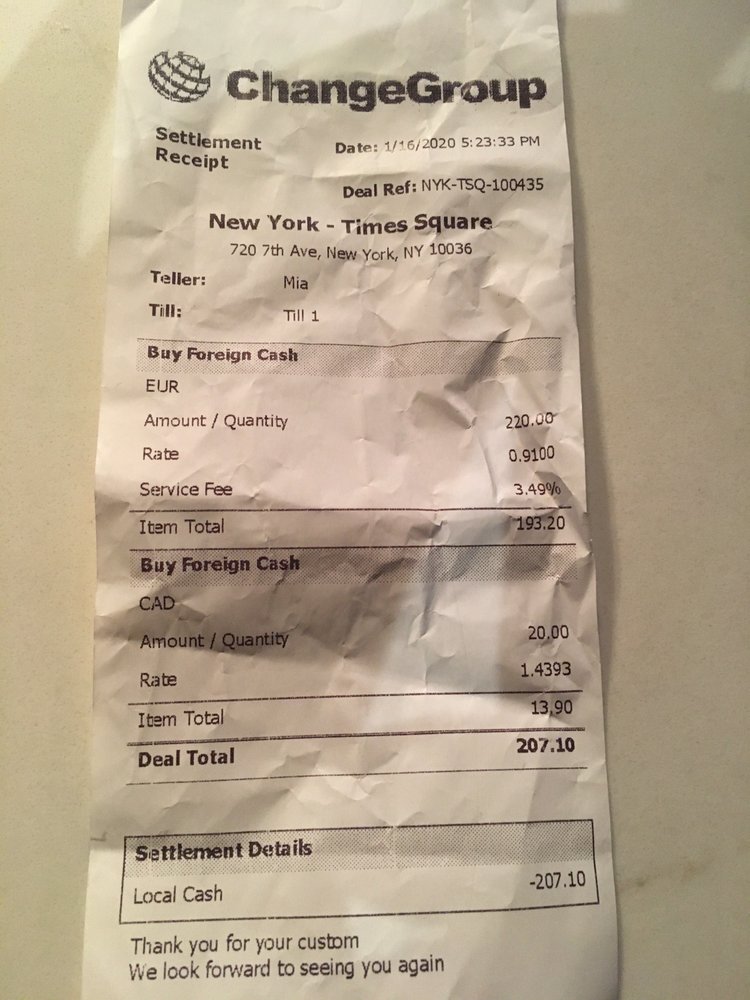 ChangeGroup
Settlement Receipt
Date: 1/16/2020 5:23:33 PM
Deal Ref: NYK-TSQ-100435
New York - Times Square
720 7th Ave, New York, NY 10036
Teller: Mia
Till: Till 1
Buy Foreign Cash
EUR
Amount / Quantity 220.00
Rate 0.9100
Service Fee 3.49%
Item Total 193.20
Buy Foreign Cash
CAD
Amount / Quantity 20.00
Rate 1.4393
Item Total 13.90
Deal Total 207.10
Settlement Details
Local Cash -207.10
Thank you for your custom
We look forward to seeing you again